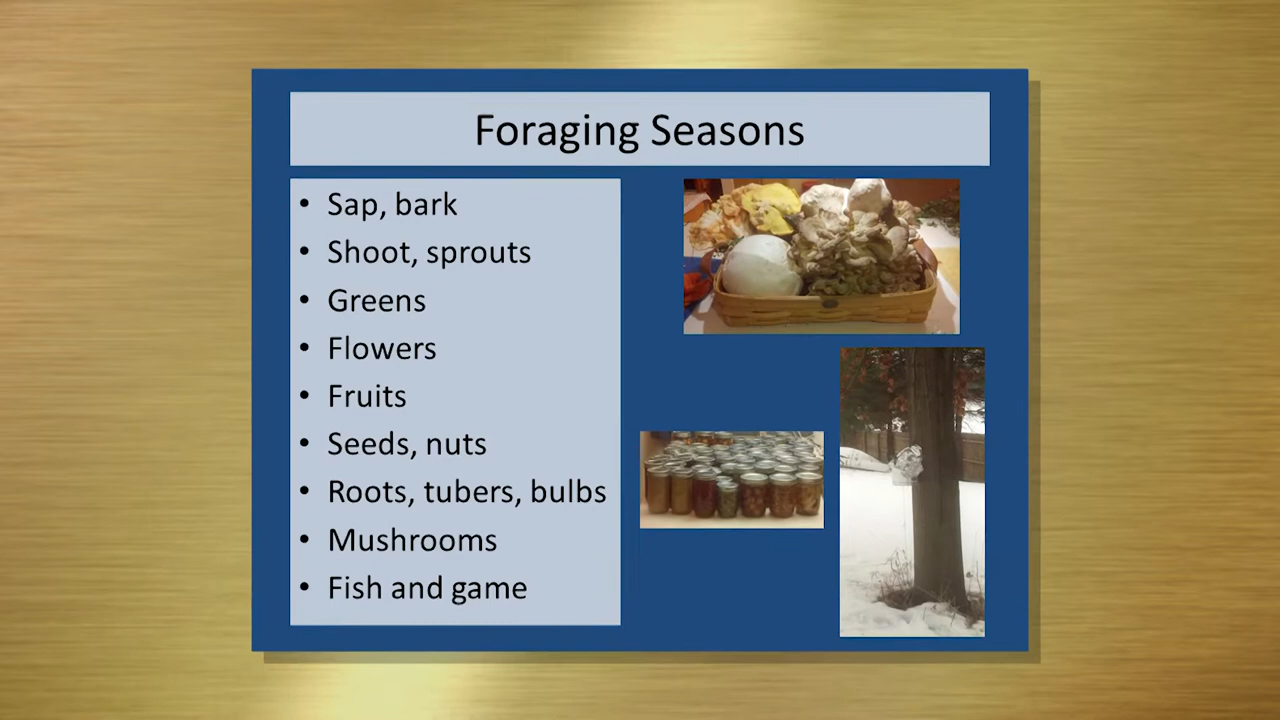 Foraging Seasons
• Sap, bark
• Shoot, sprouts
• Greens
• Flowers
• Fruits
• Seeds, nuts
• Roots, tubers, bulbs
• Mushrooms
• Fish and game